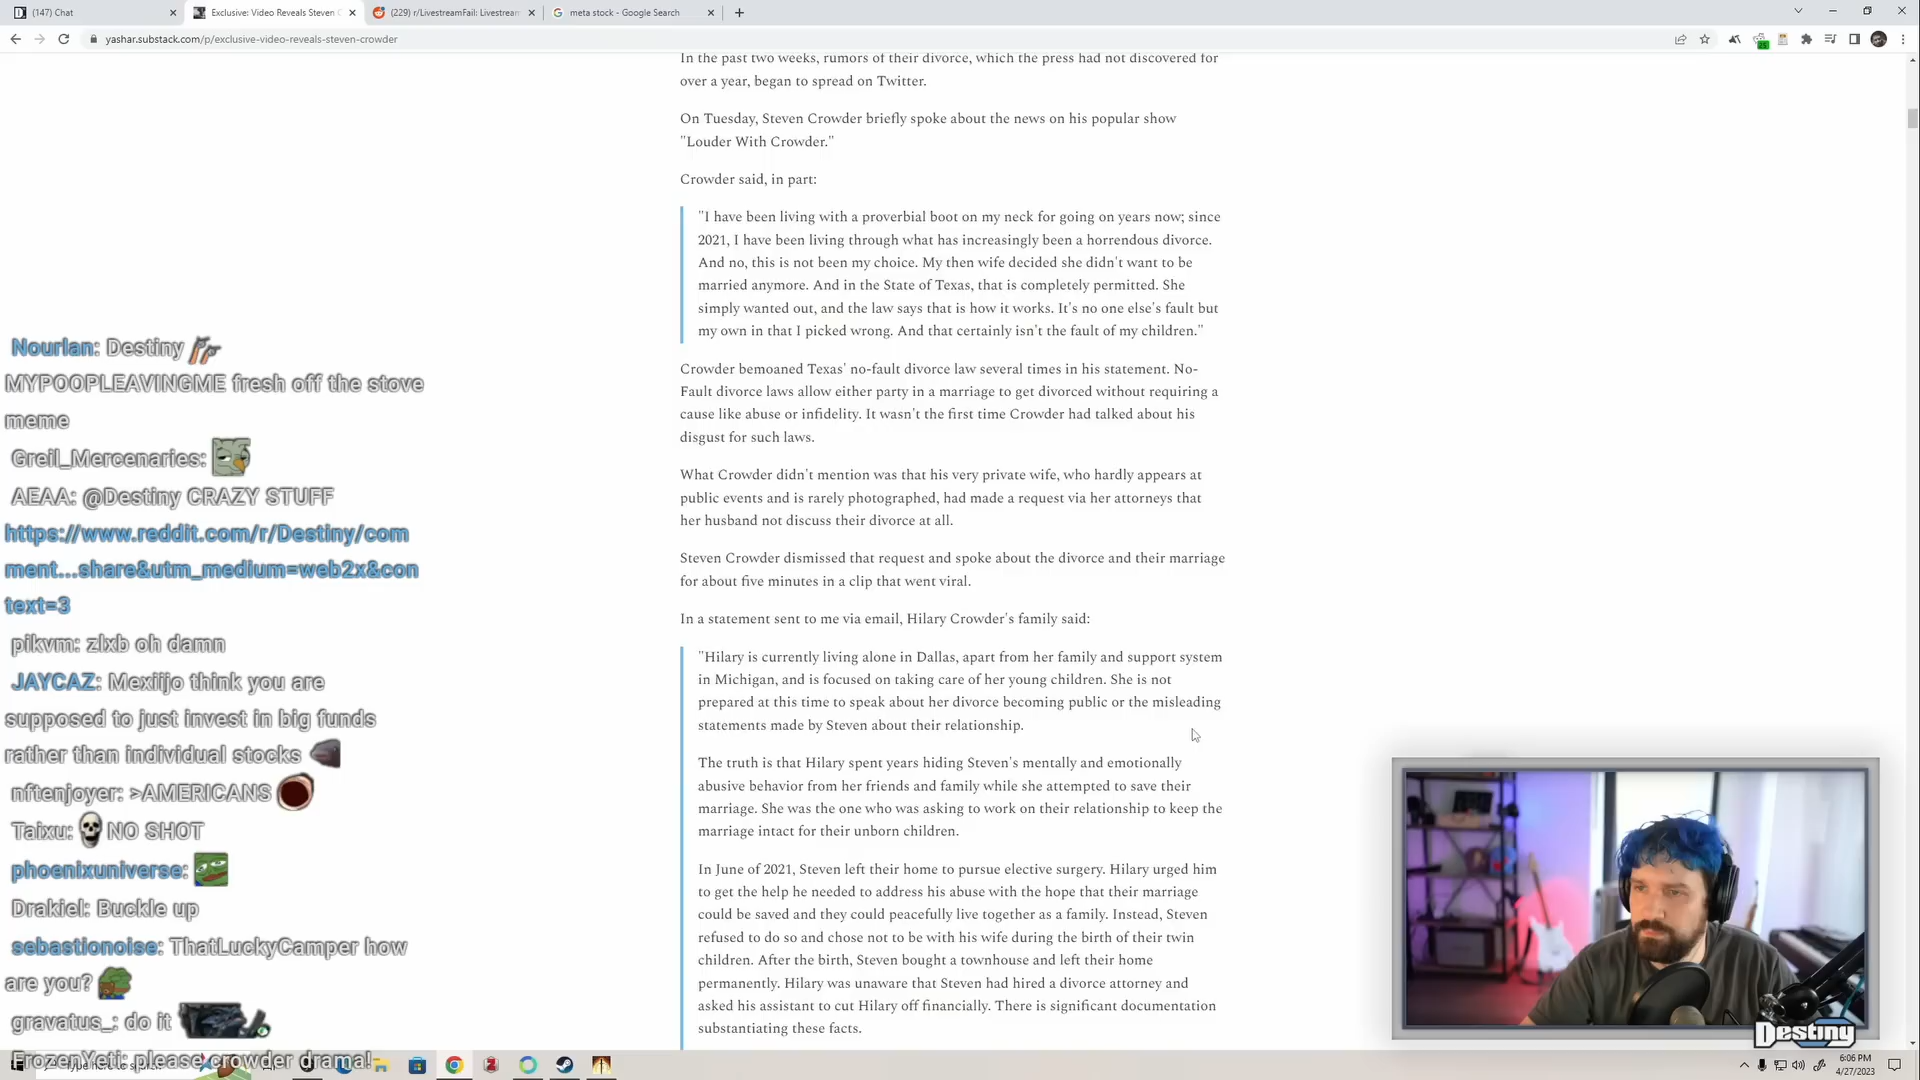 (147) Chat
Exclusive: Video Reveals Steven C
(229) r/LivestreamFail: Livestream
meta stock - Google Search
yashar.substack.com/p/exclusive-video-reveals-steven-crowder
In the past two weeks, rumors of their divorce, which the press had not discovered for
over a year, began to spread on Twitter.
On Tuesday, Steven Crowder briefly spoke about the news on his popular show
"Louder With Crowder."
Crowder said, in part:
"I have been living with a proverbial boot on my neck for going on years now; since
2021, I have been living through what has increasingly been a horrendous divorce.
And no, this is not been my choice. My then wife decided she didn't want to be
married anymore. And in the State of Texas, that is completely permitted. She
simply wanted out, and the law says that is how it works. It's no one else's fault but
my own in that I picked wrong. And that certainly isn't the fault of my children."
Crowder bemoaned Texas' no-fault divorce law several times in his statement. No-
Fault divorce laws allow either party in a marriage to get divorced without requiring a
cause like abuse or infidelity. It wasn't the first time Crowder had talked about his
disgust for such laws.
What Crowder didn't mention was that his very private wife, who hardly appears at
public events and is rarely photographed, had made a request via her attorneys that
her husband not discuss their divorce at all.
Steven Crowder dismissed that request and spoke about the divorce and their marriage
for about five minutes in a clip that went viral.
In a statement sent to me via email, Hilary Crowder's family said:
"Hilary is currently living alone in Dallas, apart from her family and support system
in Michigan, and is focused on taking care of her young children. She is not
prepared at this time to speak about her divorce becoming public or the misleading
statements made by Steven about their relationship.
The truth is that Hilary spent years hiding Steven's mentally and emotionally
abusive behavior from her friends and family while she attempted to save their
marriage. She was the one who was asking to work on their relationship to keep the
marriage intact for their unborn children.
In June of 2021, Steven left their home to pursue elective surgery. Hilary urged him
to get the help he needed to address his abuse with the hope that their marriage
could be saved and they could peacefully live together as a family. Instead, Steven
refused to do so and chose not to be with his wife during the birth of their twin
children. After the birth, Steven bought a townhouse and left their home
permanently. Hilary was unaware that Steven had hired a divorce attorney and
asked his assistant to cut Hilary off financially. There is significant documentation
substantiating these facts.
Nourlan: Destiny
MYPOOPLEAVINGME fresh off the stove
meme
Greil_Mercenaries:
AEAA: @Destiny CRAZY STUFF
https://www.reddit.com/r/Destiny/com
ment...share&utm_medium=web2x&con
text=3
pikvm: zlxb oh damn
JAYCAZ: Mexiijo think you are
supposed to just invest in big funds
rather than individual stocks
nftenjoyer: >AMERICANS
Taixu: NO SHOT
phoenixuniverse:
Drakiel: Buckle up
sebastionoise: ThatLuckyCamper how
are you?
gravatus_: do it
FrozenYeti: please crowder drama!
Destiny
6:06 PM
4/27/2023